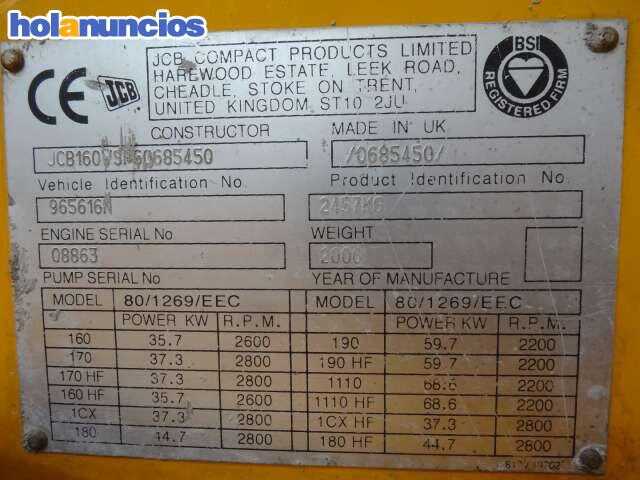 holanuncios
CE JCB
JCB COMPACT PRODUCTS LIMITED
HAREWOOD ESTATE, LEEK ROAD,
CHEADLE, STOKE ON TRENT,
UNITED KINGDOM ST10 2JU
BSI
REGISTERED FIRM
CONSTRUCTOR MADE IN UK
0685450 /0685450/
Vehicle Identification No. Product Identification No.
965616N
ENGINE SERIAL No WEIGHT
08863 2000
PUMP SERIAL No YEAR OF MANUFACTURE
MODEL 80/1269/EEC MODEL 80/1269/EEC
POWER KW R.P.M. POWER KW R.P.M.
160 35.7 2600 190 59.7 2200
170 37.3 2800 190 HF 59.7 2200
170 HF 37.3 2800 1110 68.6 2200
160 HF 35.7 2600 1110 HF 68.6 2200
1CX 37.3 2800 1CX HF 37.3 2800
180 44.7 2800 180 HF 44.7 2800